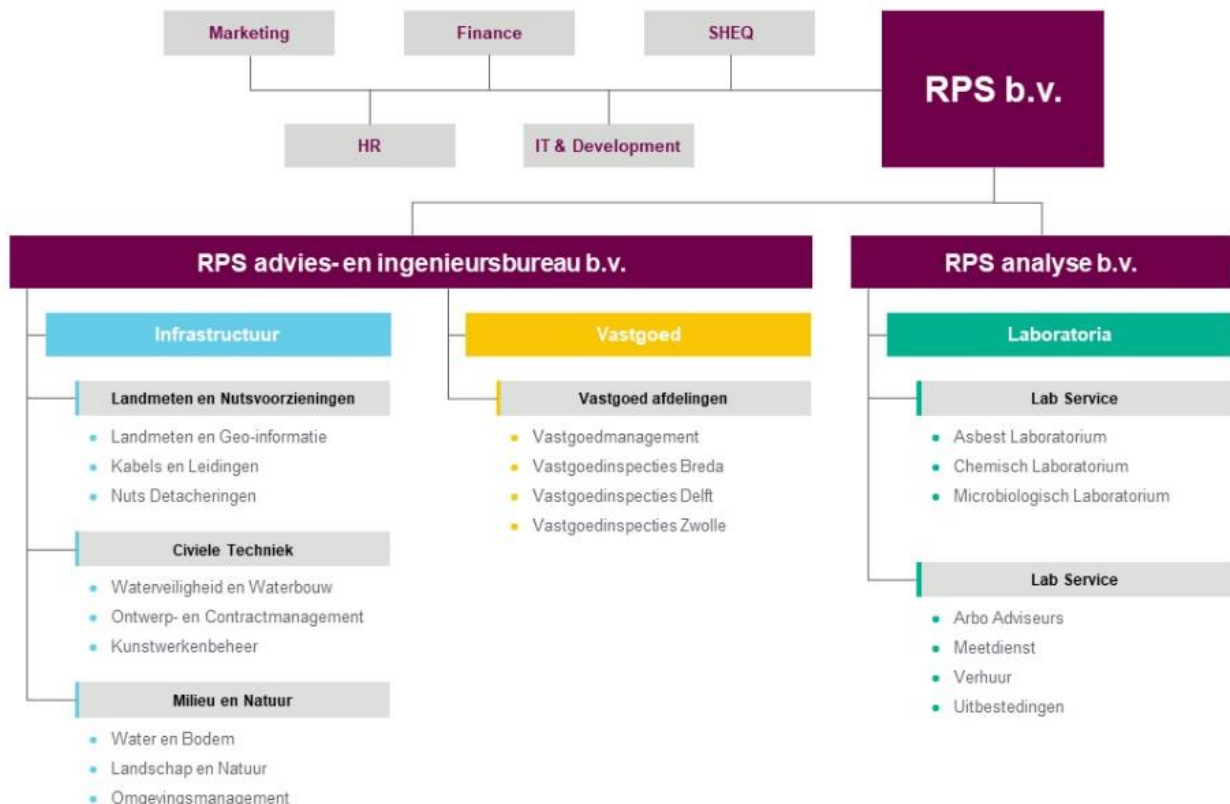 Marketing
Finance
SHEQ
RPS b.v.
HR
IT & Development
RPS advies- en ingenieursbureau b.v.
RPS analyse b.v.
Infrastructuur
Vastgoed
Laboratoria
Landmeten en Nutsvoorzieningen
Landmeten en Geo-informatie
Kabels en Leidingen
Nuts Detacheringen
Civiele Techniek
Waterveiligheid en Waterbouw
Ontwerp- en Contractmanagement
Kunstwerkenbeheer
Milieu en Natuur
Water en Bodem
Landschap en Natuur
Omgevingsmanagement
Vastgoed afdelingen
Vastgoedmanagement
Vastgoedinspecties Breda
Vastgoedinspecties Delft
Vastgoedinspecties Zwolle
Lab Service
Asbest Laboratorium
Chemisch Laboratorium
Microbiologisch Laboratorium
Lab Service
Arbo Adviseurs
Meetdienst
Verhuur
Uitbestedingen